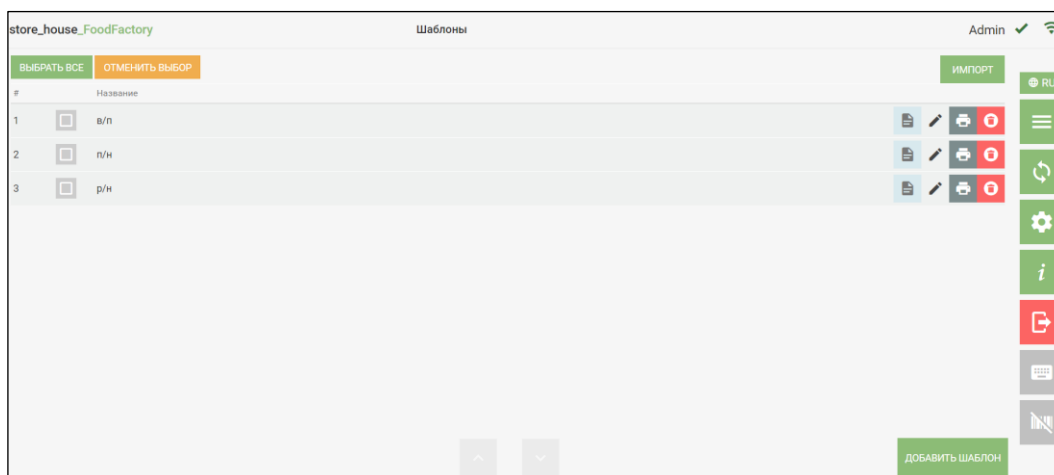 store_house_FoodFactory Шаблоны Admin
ВЫБРАТЬ ВСЕ ОТМЕНИТЬ ВЫБОР ИМПОРТ
RU
# Название
1 в/п
2 п/н
3 р/н
i
ДОБАВИТЬ ШАБЛОН